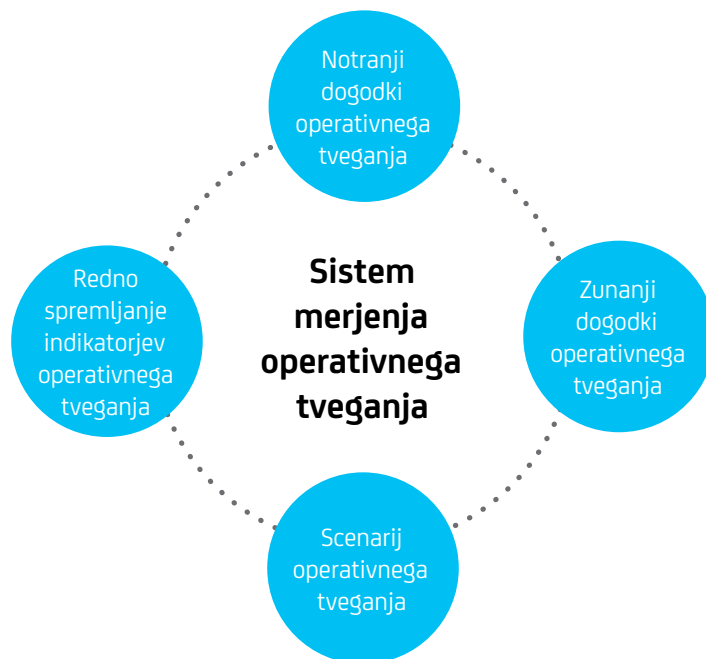 Notranji
dogodki
operativnega
tveganja
Redno
spremljanje
indikatorjev
operativnega
tveganja
Sistem
merjenja
operativnega
tveganja
Zunanji
dogodki
operativnega
tveganja
Scenarij
operativnega
tveganja